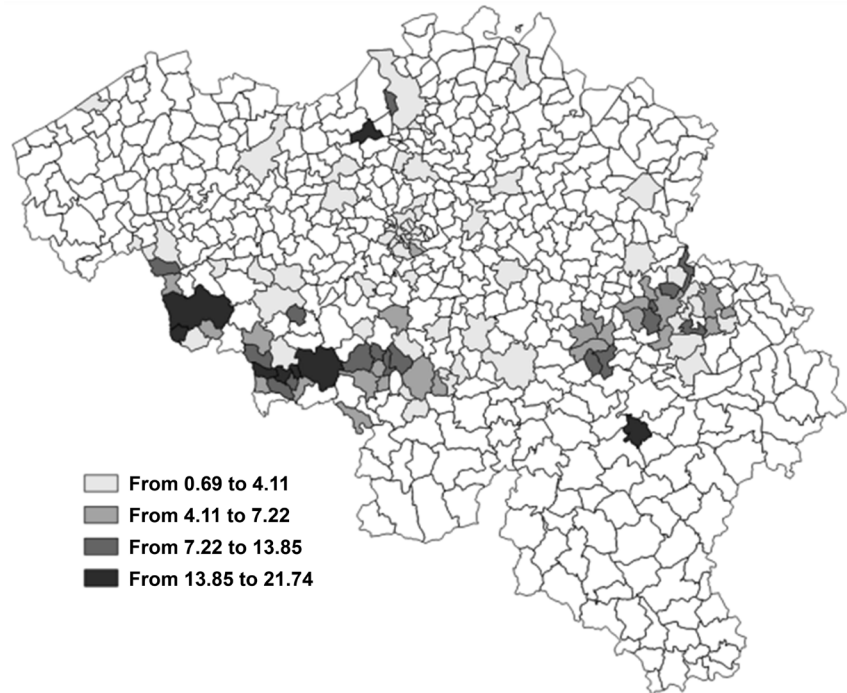 From 0.69 to 4.11
From 4.11 to 7.22
From 7.22 to 13.85
From 13.85 to 21.74